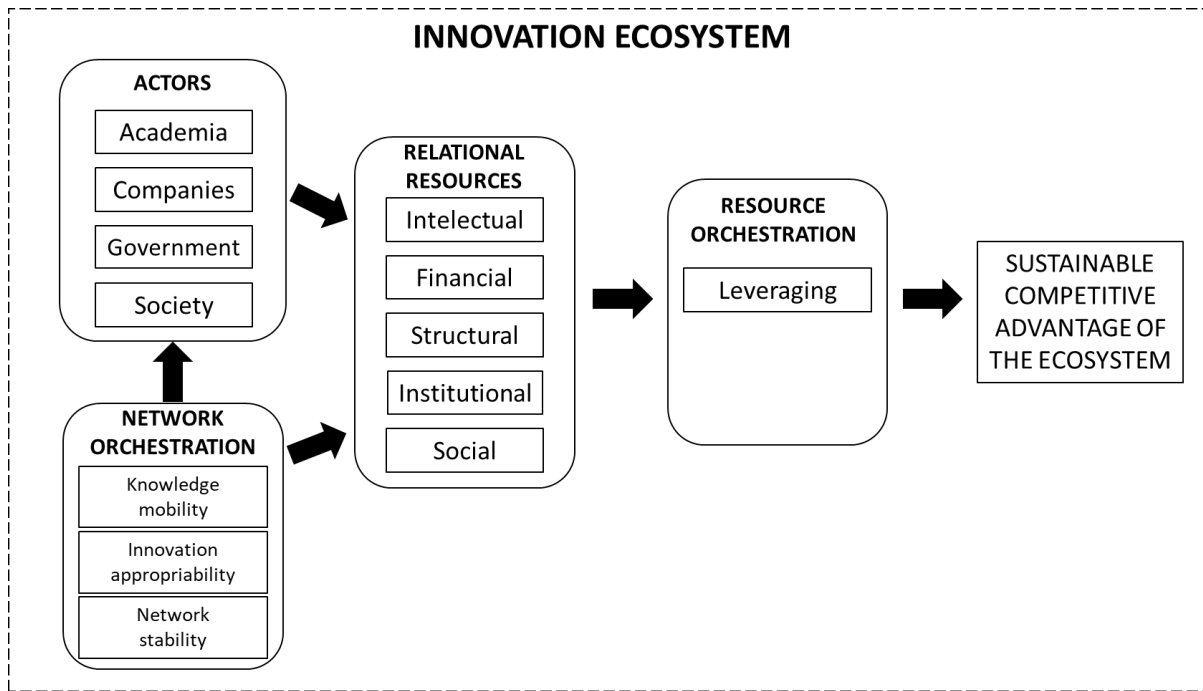 INNOVATION ECOSYSTEM
ACTORS
Academia
Companies
Government
Society
NETWORK
ORCHESTRATION
Knowledge
mobility
Innovation
appropriability
Network
stability
RELATIONAL
RESOURCES
Intelectual
Financial
Structural
Institutional
Social
RESOURCE
ORCHESTRATION
Leveraging
SUSTAINABLE
COMPETITIVE
ADVANTAGE OF
THE ECOSYSTEM